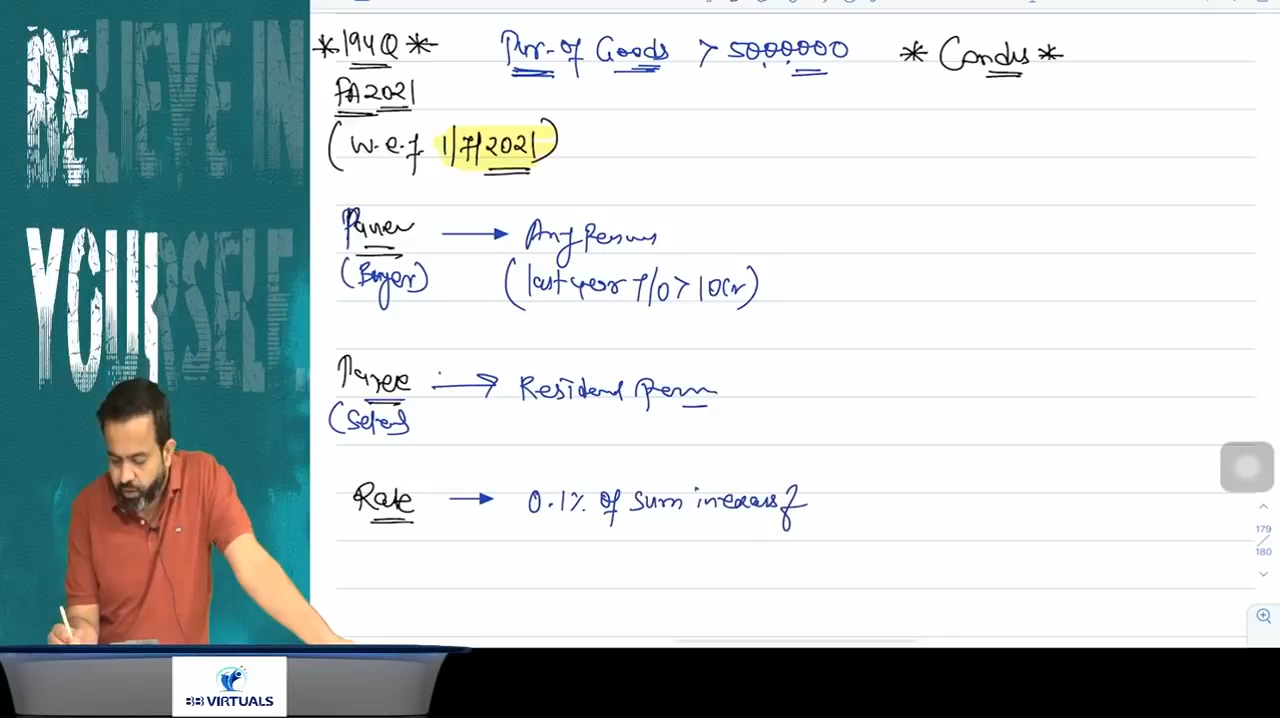 BELIEVE IN
YOURSELF
*194Q* Pur. of Goods > 5000000 *Condns*
FA2021
(w.e.f 1/7/2021)
Payer → Any Person
(Buyer) (last year T/O > 10Cr)
Payee → Resident Person
(Seller)
Rate → 0.1% of sum in excess of
179
180
BB VIRTUALS